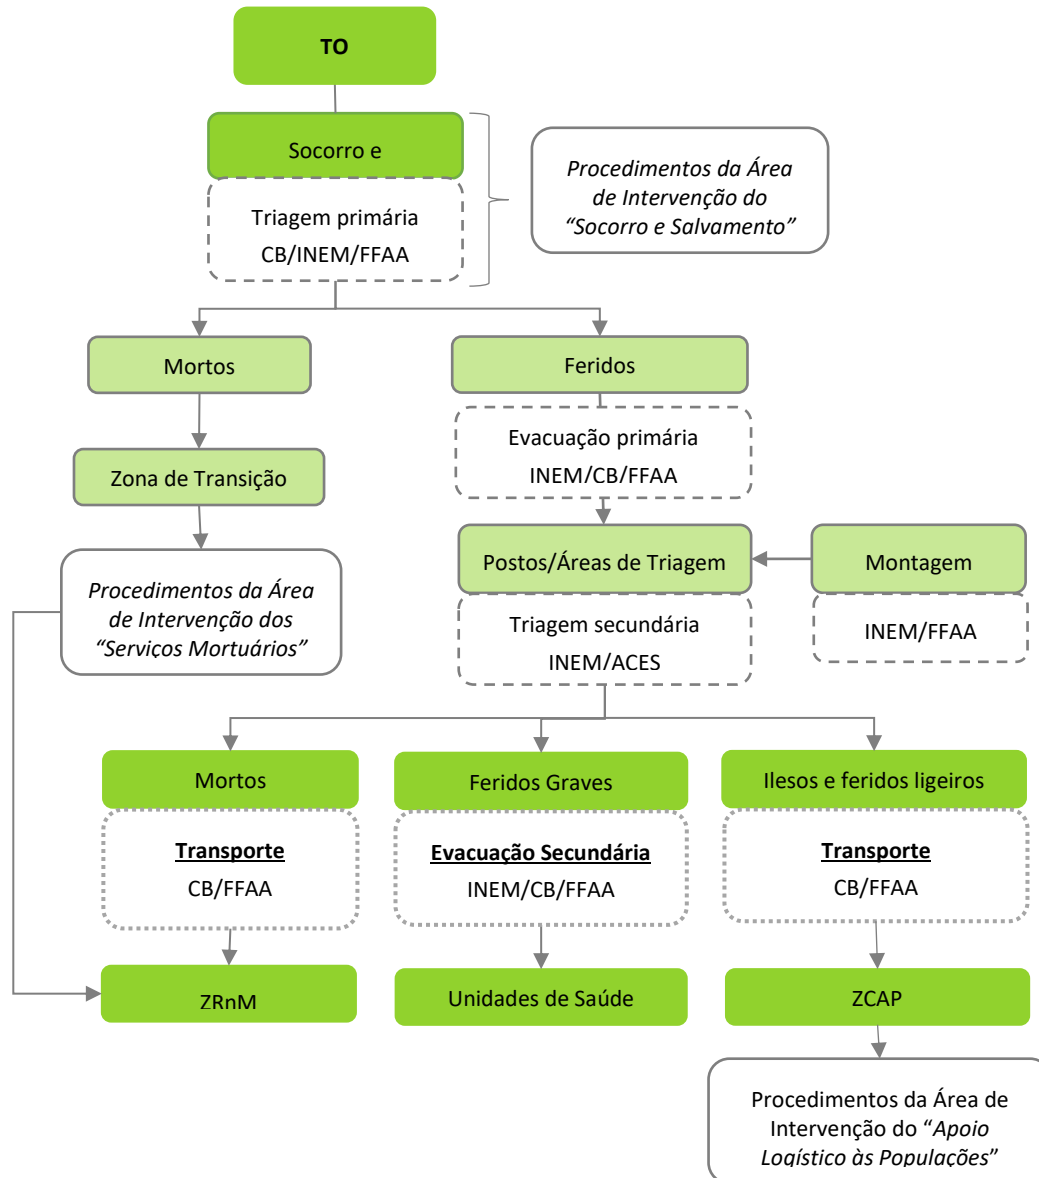 TO
Socorro e
Triagem primária
CB/INEM/FFAA
Procedimentos da Área
de Intervenção do
“Socorro e Salvamento”
Mortos
Feridos
Evacuação primária
INEM/CB/FFAA
Zona de Transição
Postos/Áreas de Triagem
Montagem
Procedimentos da Área
de Intervenção dos
“Serviços Mortuários”
Triagem secundária
INEM/ACES
INEM/FFAA
Mortos
Feridos Graves
Ilesos e feridos ligeiros
Transporte
CB/FFAA
Evacuação Secundária
INEM/CB/FFAA
Transporte
CB/FFAA
ZRnM
Unidades de Saúde
ZCAP
Procedimentos da Área de
Intervenção do “Apoio
Logístico às Populações”